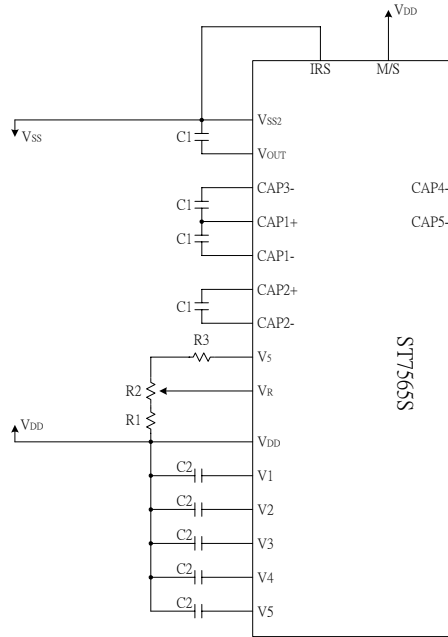 VDD
IRS M/S
VSS
VSS2
C1
VOUT
CAP3- CAP4-
C1
CAP1+ CAP5-
C1
CAP1-
CAP2+
C1
CAP2-
R3
V5
R2
VR
R1
VDD
VDD
C2
V1
C2
V2
C2
V3
C2
V4
C2
V5
ST7565S